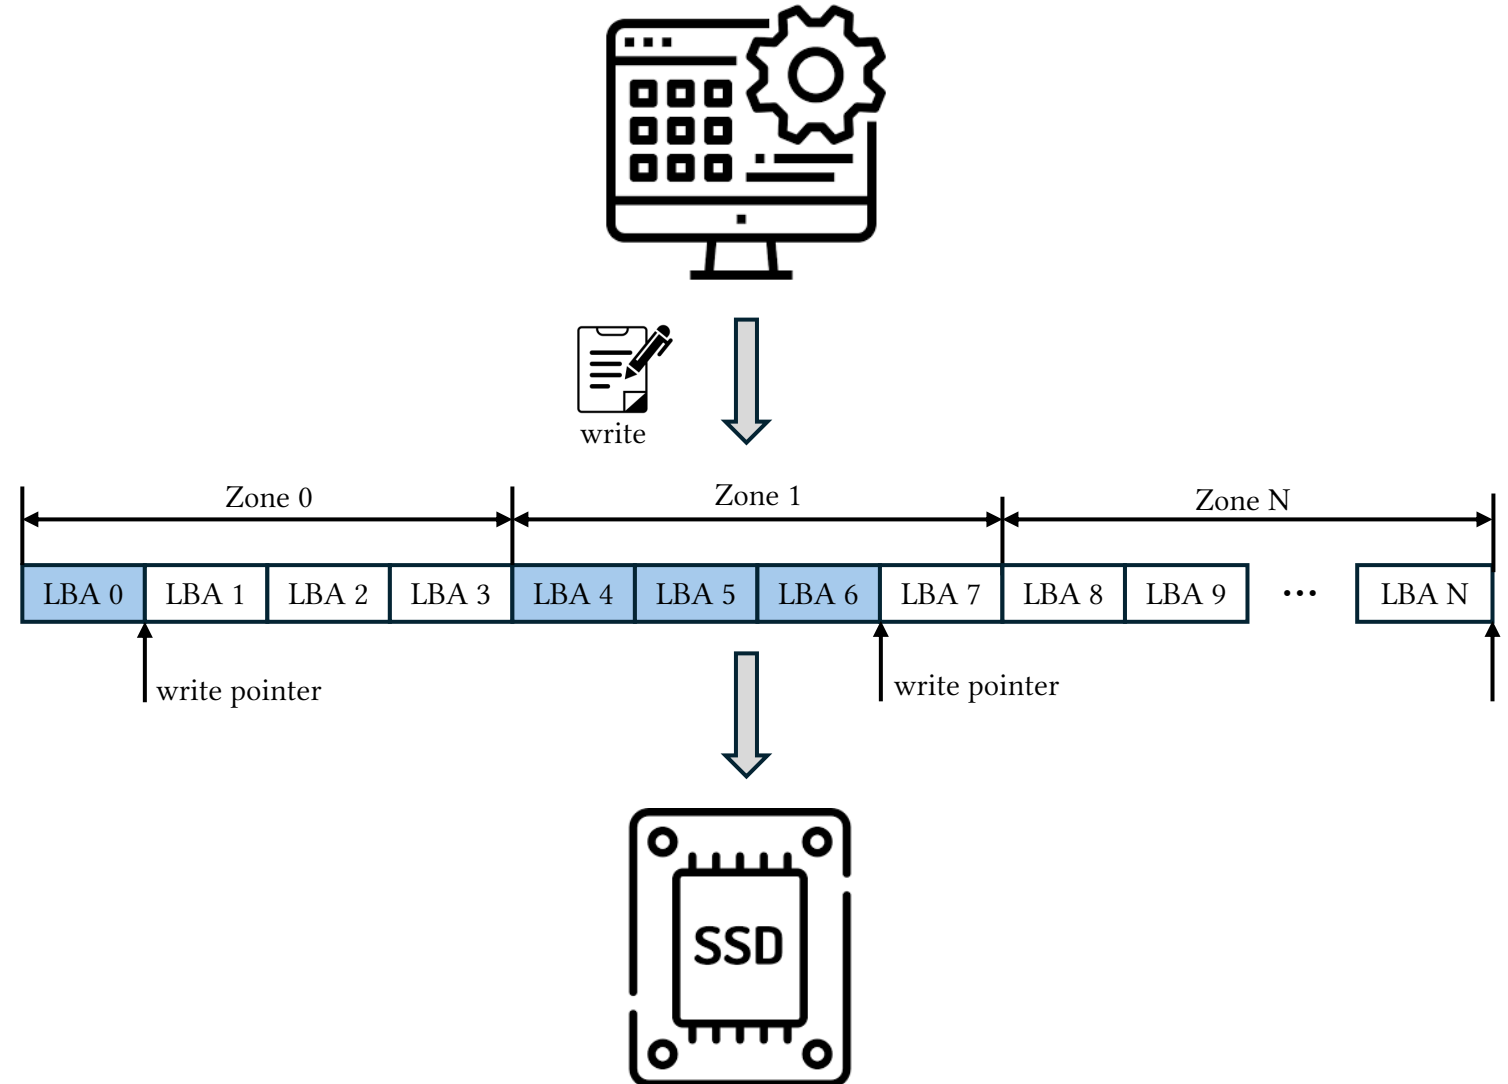 write
Zone 0
Zone 1
Zone N
LBA 0 LBA 1 LBA 2 LBA 3 LBA 4 LBA 5 LBA 6 LBA 7 LBA 8 LBA 9 ... LBA N
write pointer
write pointer
SSD